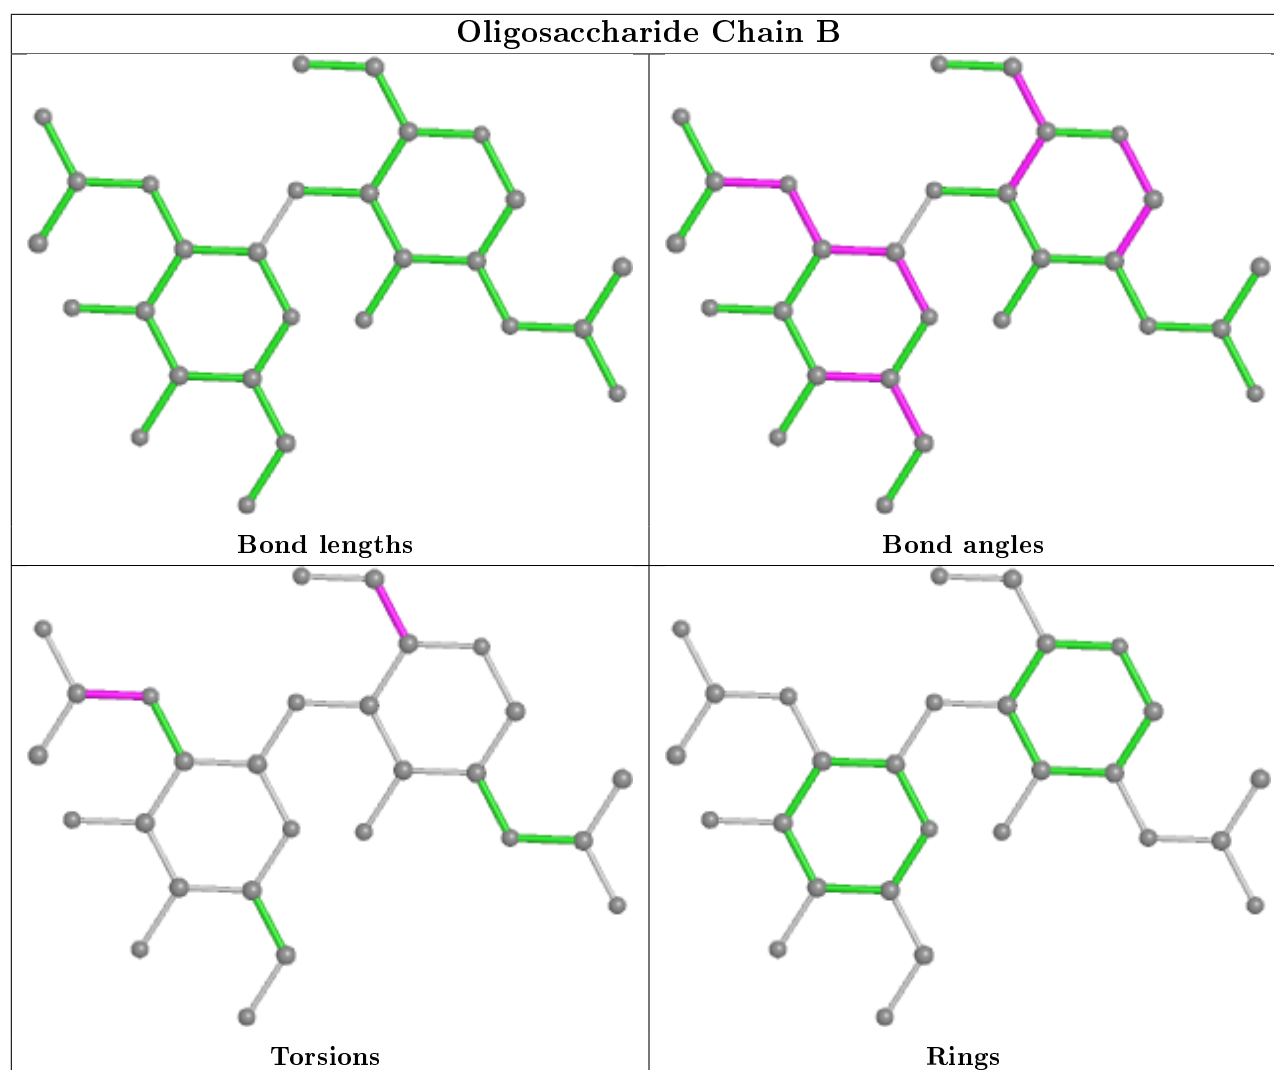 Oligosaccharide Chain B
Bond lengths
Bond angles
Torsions
Rings